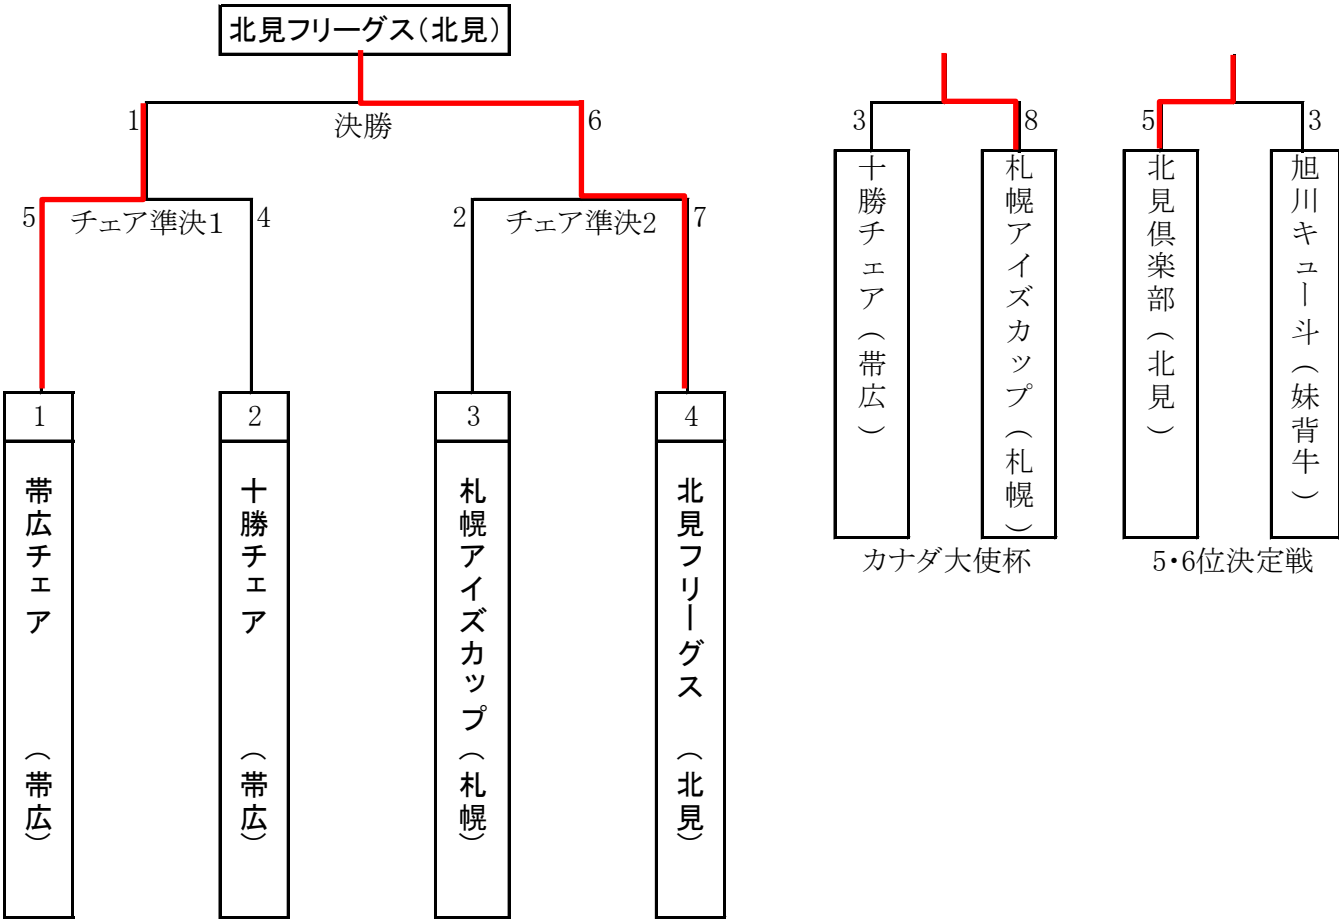 北見フリーグス(北見)
1
決勝
6
5
チェア準決1
4
2
チェア準決2
7
1
帯広チェア (帯広)
2
十勝チェア (帯広)
3
札幌アイズカップ(札幌)
4
北見フリーグス (北見)
3
8
十勝チェア(帯広)
札幌アイズカップ(札幌)
カナダ大使杯
5
3
北見倶楽部(北見)
旭川キュー斗(妹背牛)
5・6位決定戦